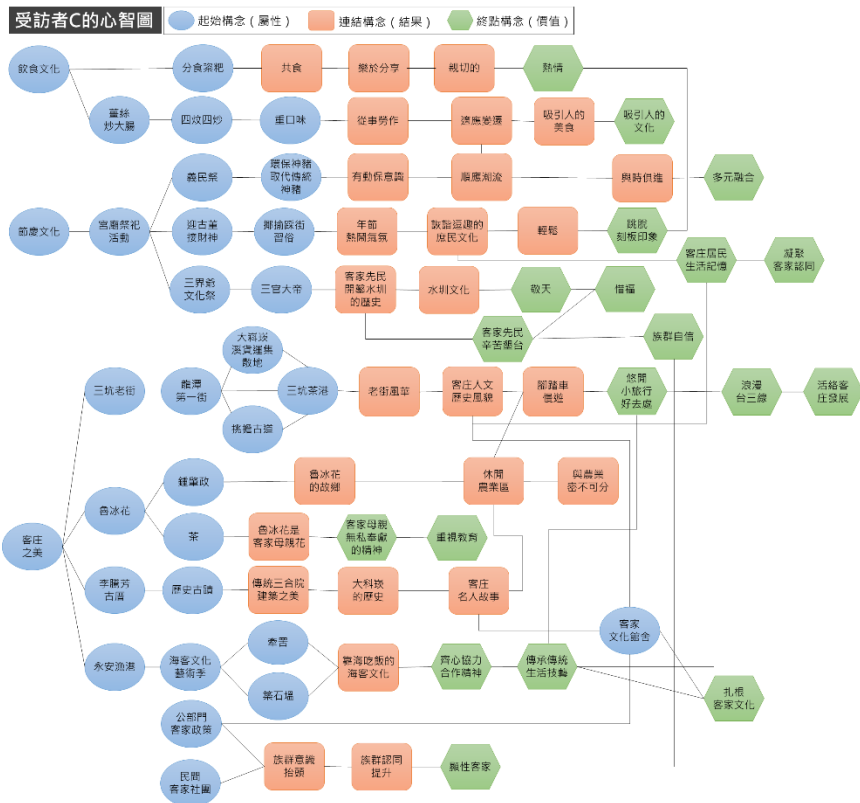 受訪者C的心智圖
起始構念（屬性）
連結構念（結果）
終點構念（價值）
飲食文化
分食粢粑
共食
樂於分享
親切的
熱情
薑絲
炒大腸
四炆四炒
重口味
從事勞作
適應變遷
吸引人的
美食
吸引人的
文化
義民祭
環保神豬
取代傳統
神豬
有動保意識
順應潮流
與時俱進
多元融合
節慶文化
宮廟祭祀
活動
迎古董
接財神
揶揄踩街
習俗
年節
熱鬧氣氛
詼諧逗趣的
庶民文化
輕鬆
跳脫
刻板印象
客庄居民
生活記憶
凝聚
客家認同
三界爺
文化祭
三官大帝
客家先民
開鑿水圳
的歷史
水圳文化
敬天
惜福
客家先民
辛苦墾台
族群自信
大嵙崁
溪貨運集
散地
三坑老街
龍潭
第一街
三坑茶港
老街風華
客庄人文
歷史風貌
腳踏車
慢遊
悠閒
小旅行
好去處
浪漫
台三線
活絡客
庄發展
挑擔古道
鍾肇政
魯冰花
的故鄉
休閒
農業區
與農業
密不可分
魯冰花
茶
魯冰花是
客家母親花
客家母親
無私奉獻
的精神
重視教育
客庄
之美
李騰芳
古厝
歷史古蹟
傳統三合院
建築之美
大科崁
的歷史
客庄
名人故事
客家
文化館舍
牽罟
永安漁港
海客文化
藝術季
靠海吃飯的
海客文化
齊心協力
合作精神
傳承傳統
生活技藝
築石堤
扎根
客家文化
公部門
客家政策
族群意識
抬頭
族群認同
提升
顯性客家
民間
客家社團